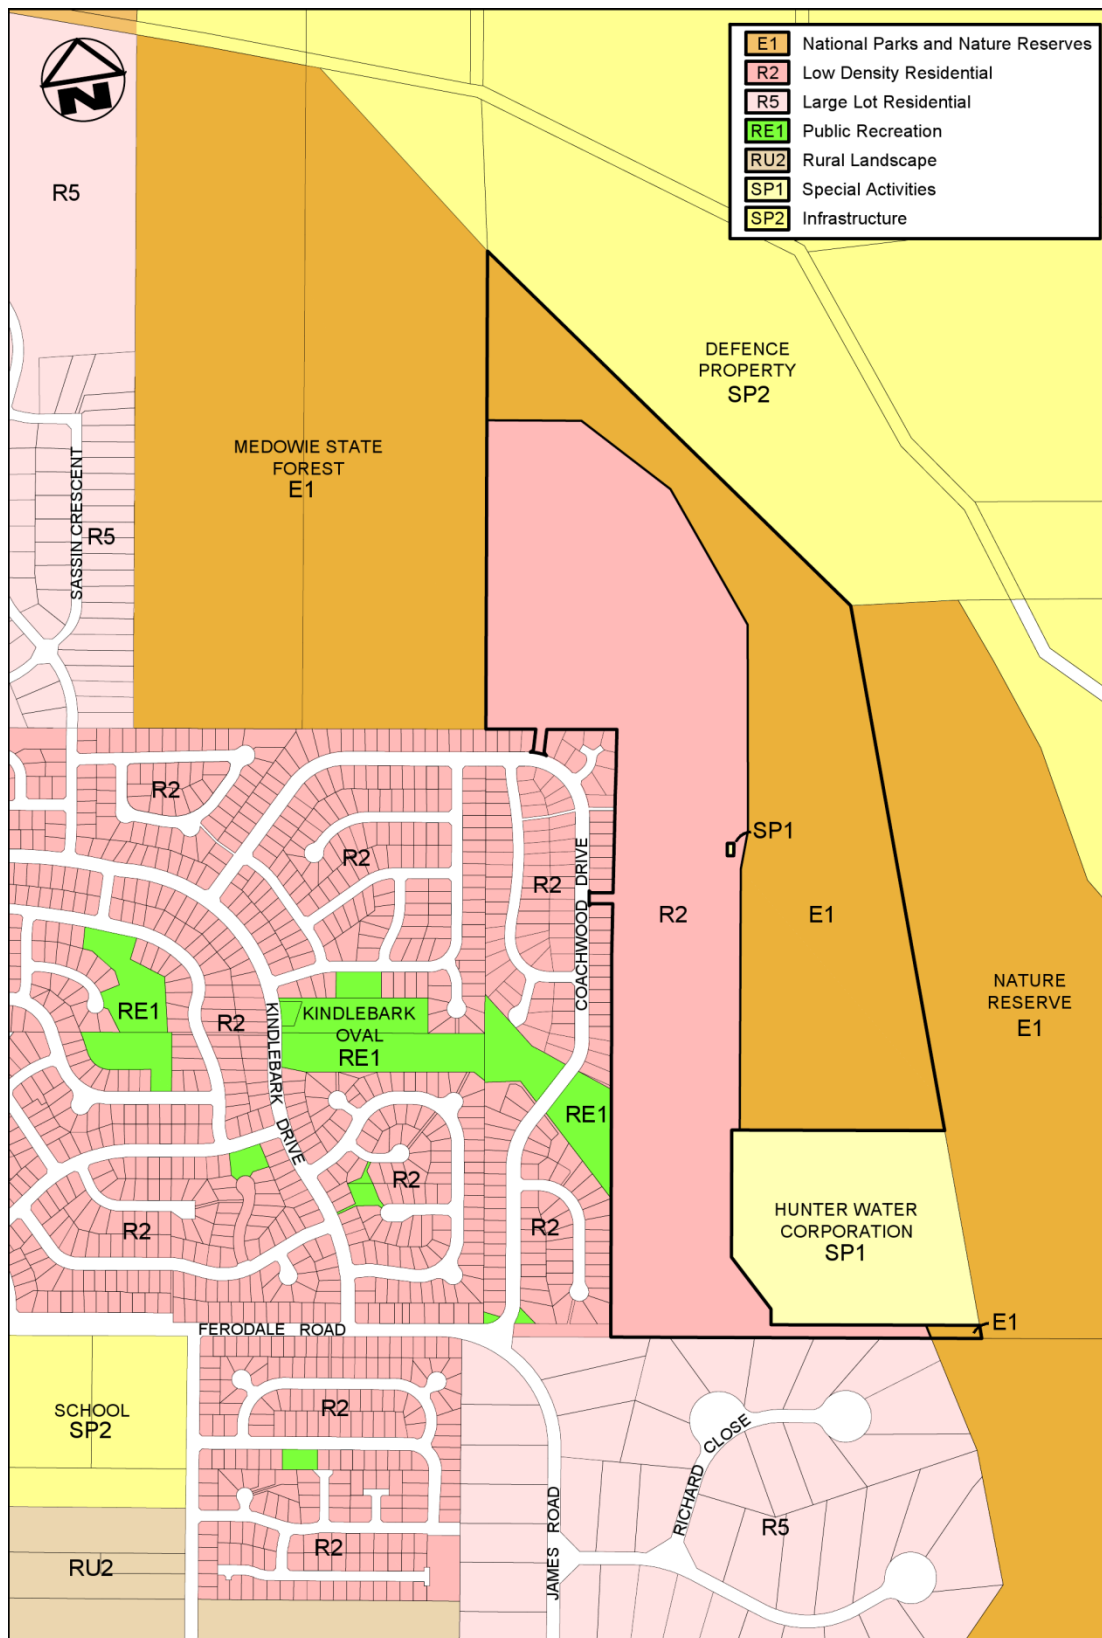 N
E1 National Parks and Nature Reserves
R2 Low Density Residential
R5 Large Lot Residential
RE1 Public Recreation
RU2 Rural Landscape
SP1 Special Activities
SP2 Infrastructure
R5
DEFENCE
PROPERTY
SP2
MEDOWIE STATE
FOREST
E1
SASSIN CRESCENT
R5
R2
R2
SP1
COACHWOOD DRIVE
R2
R2
E1
NATURE
RESERVE
E1
RE1
R2
KINDLEBARK
OVAL
RE1
KINDLEBARK DRIVE
RE1
R2
R2
R2
HUNTER WATER
CORPORATION
SP1
E1
FERODALE ROAD
SCHOOL
SP2
R2
RICHARD CLOSE
JAMES ROAD
R5
R2
RU2